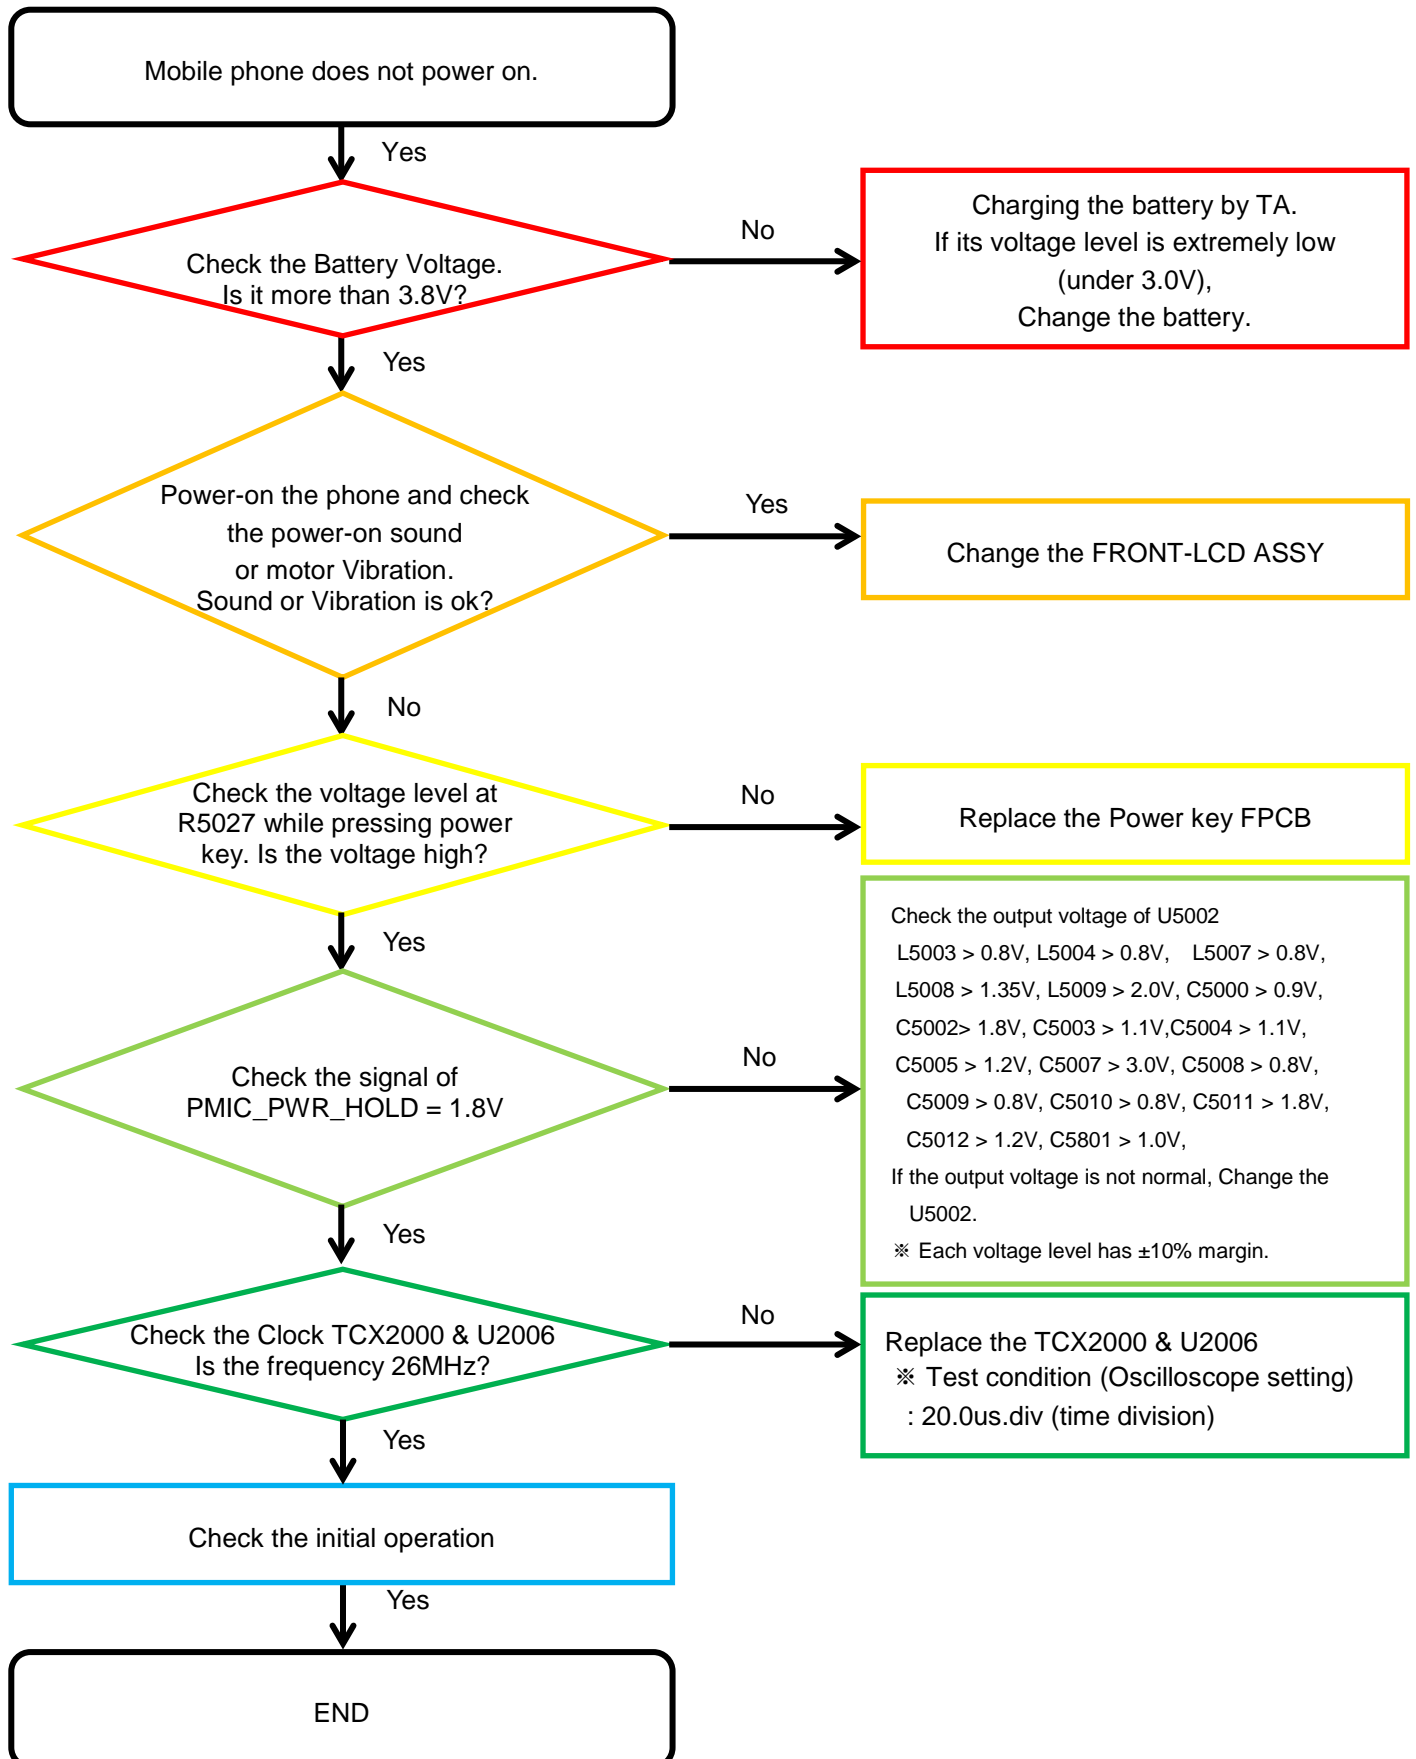 Mobile phone does not power on.
Yes
Check the Battery Voltage.
Is it more than 3.8V?
No
Charging the battery by TA.
If its voltage level is extremely low
(under 3.0V),
Change the battery.
Yes
Power-on the phone and check
the power-on sound
or motor Vibration.
Sound or Vibration is ok?
Yes
Change the FRONT-LCD ASSY
No
Check the voltage level at
R5027 while pressing power
key. Is the voltage high?
No
Replace the Power key FPCB
Yes
Check the signal of
PMIC_PWR_HOLD = 1.8V
No
Check the output voltage of U5002
L5003 > 0.8V, L5004 > 0.8V, L5007 > 0.8V,
L5008 > 1.35V, L5009 > 2.0V, C5000 > 0.9V,
C5002> 1.8V, C5003 > 1.1V,C5004 > 1.1V,
C5005 > 1.2V, C5007 > 3.0V, C5008 > 0.8V,
C5009 > 0.8V, C5010 > 0.8V, C5011 > 1.8V,
C5012 > 1.2V, C5801 > 1.0V,
If the output voltage is not normal, Change the
U5002.
※ Each voltage level has ±10% margin.
Yes
Check the Clock TCX2000 & U2006
Is the frequency 26MHz?
No
Replace the TCX2000 & U2006
※ Test condition (Oscilloscope setting)
: 20.0us.div (time division)
Yes
Check the initial operation
Yes
END